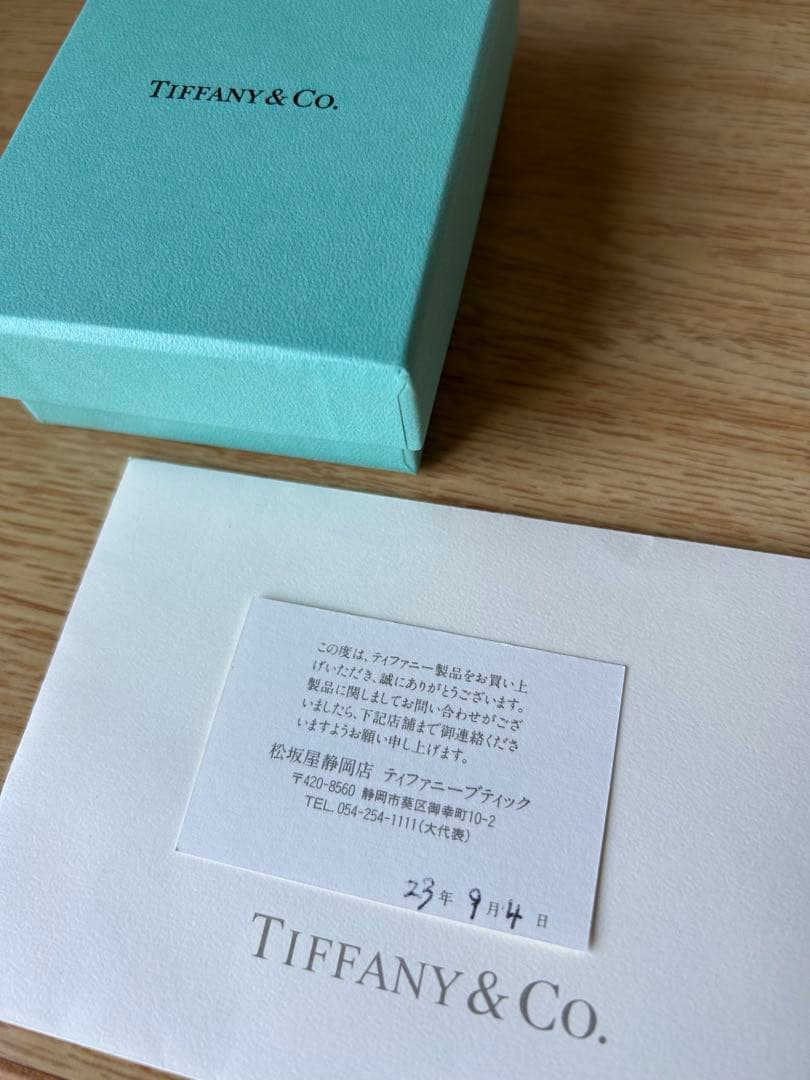 TIFFANY & CO.
この度は、ティファニー製品をお買い上
げいただき、誠にありがとうございます。
製品に関しましてお問い合わせがござ
いましたら、下記店舗まで御連絡くださ
いますようお願い申し上げます。
松坂屋静岡店 ティファニーブティック
〒420-8560 静岡市葵区御幸町10-2
TEL. 054-254-1111(大代表)
23年 9月4日
TIFFANY & CO.